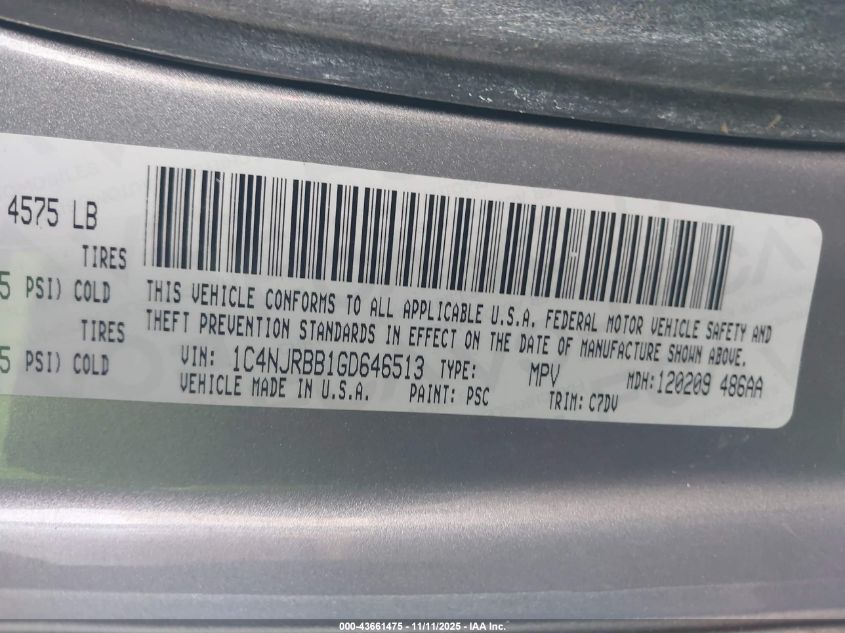 4575 LB
TIRES
5 PSI) COLD
TIRES
5 PSI) COLD
THIS VEHICLE CONFORMS TO ALL APPLICABLE U.S.A. FEDERAL MOTOR VEHICLE SAFETY AND
THEFT PREVENTION STANDARDS IN EFFECT ON THE DATE OF MANUFACTURE SHOWN ABOVE.
VIN: 1C4NJRBB1GD646513 TYPE: MPV MDH:120209 486AA
VEHICLE MADE IN U.S.A. PAINT: PSC TRIM: C7DV
000-43661475 - 11/11/2025 - IAA Inc.